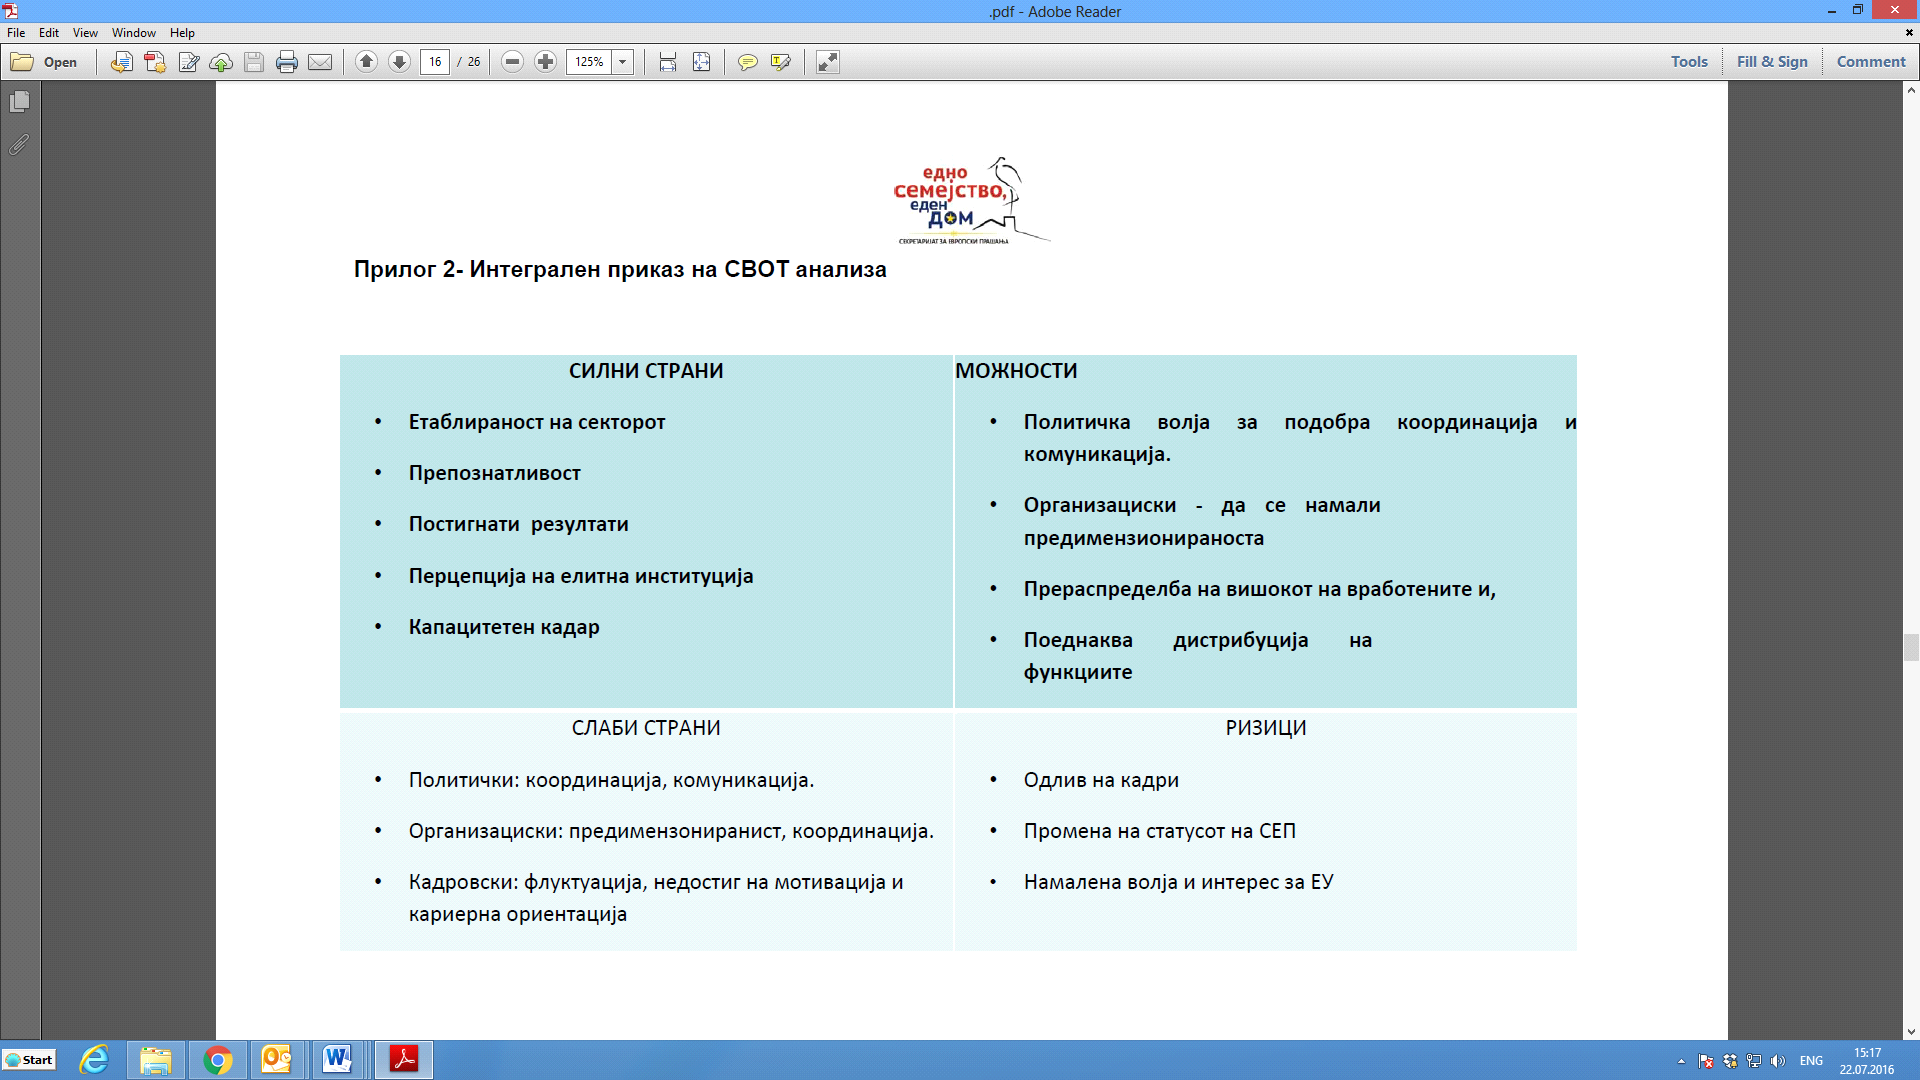 .pdf - Adobe Reader
File Edit View Window Help
Open 16 / 26 125% Tools Fill & Sign Comment
едно
семејство,
еден
дом
СЕКРЕТАРИЈАТ ЗА ЕВРОПСКИ ПРАШАЊА
Прилог 2- Интегрален приказ на СВОТ анализа
СИЛНИ СТРАНИ
• Етаблираност на секторот
• Препознатливост
• Постигнати резултати
• Перцепција на елитна институција
• Капацитетен кадар
МОЖНОСТИ
• Политичка волја за подобра координација и
комуникација.
• Организациски - да се намали
предимензионираноста
• Прераспределба на вишокот на вработените и,
• Поеднаква дистрибуција на
функциите
СЛАБИ СТРАНИ
• Политички: координација, комуникација.
• Организациски: предимензониранист, координација.
• Кадровски: флуктуација, недостиг на мотивација и
кариерна ориентација
РИЗИЦИ
• Одлив на кадри
• Промена на статусот на СЕП
• Намалена волја и интерес за ЕУ
Start
ENG
15:17
22.07.2016